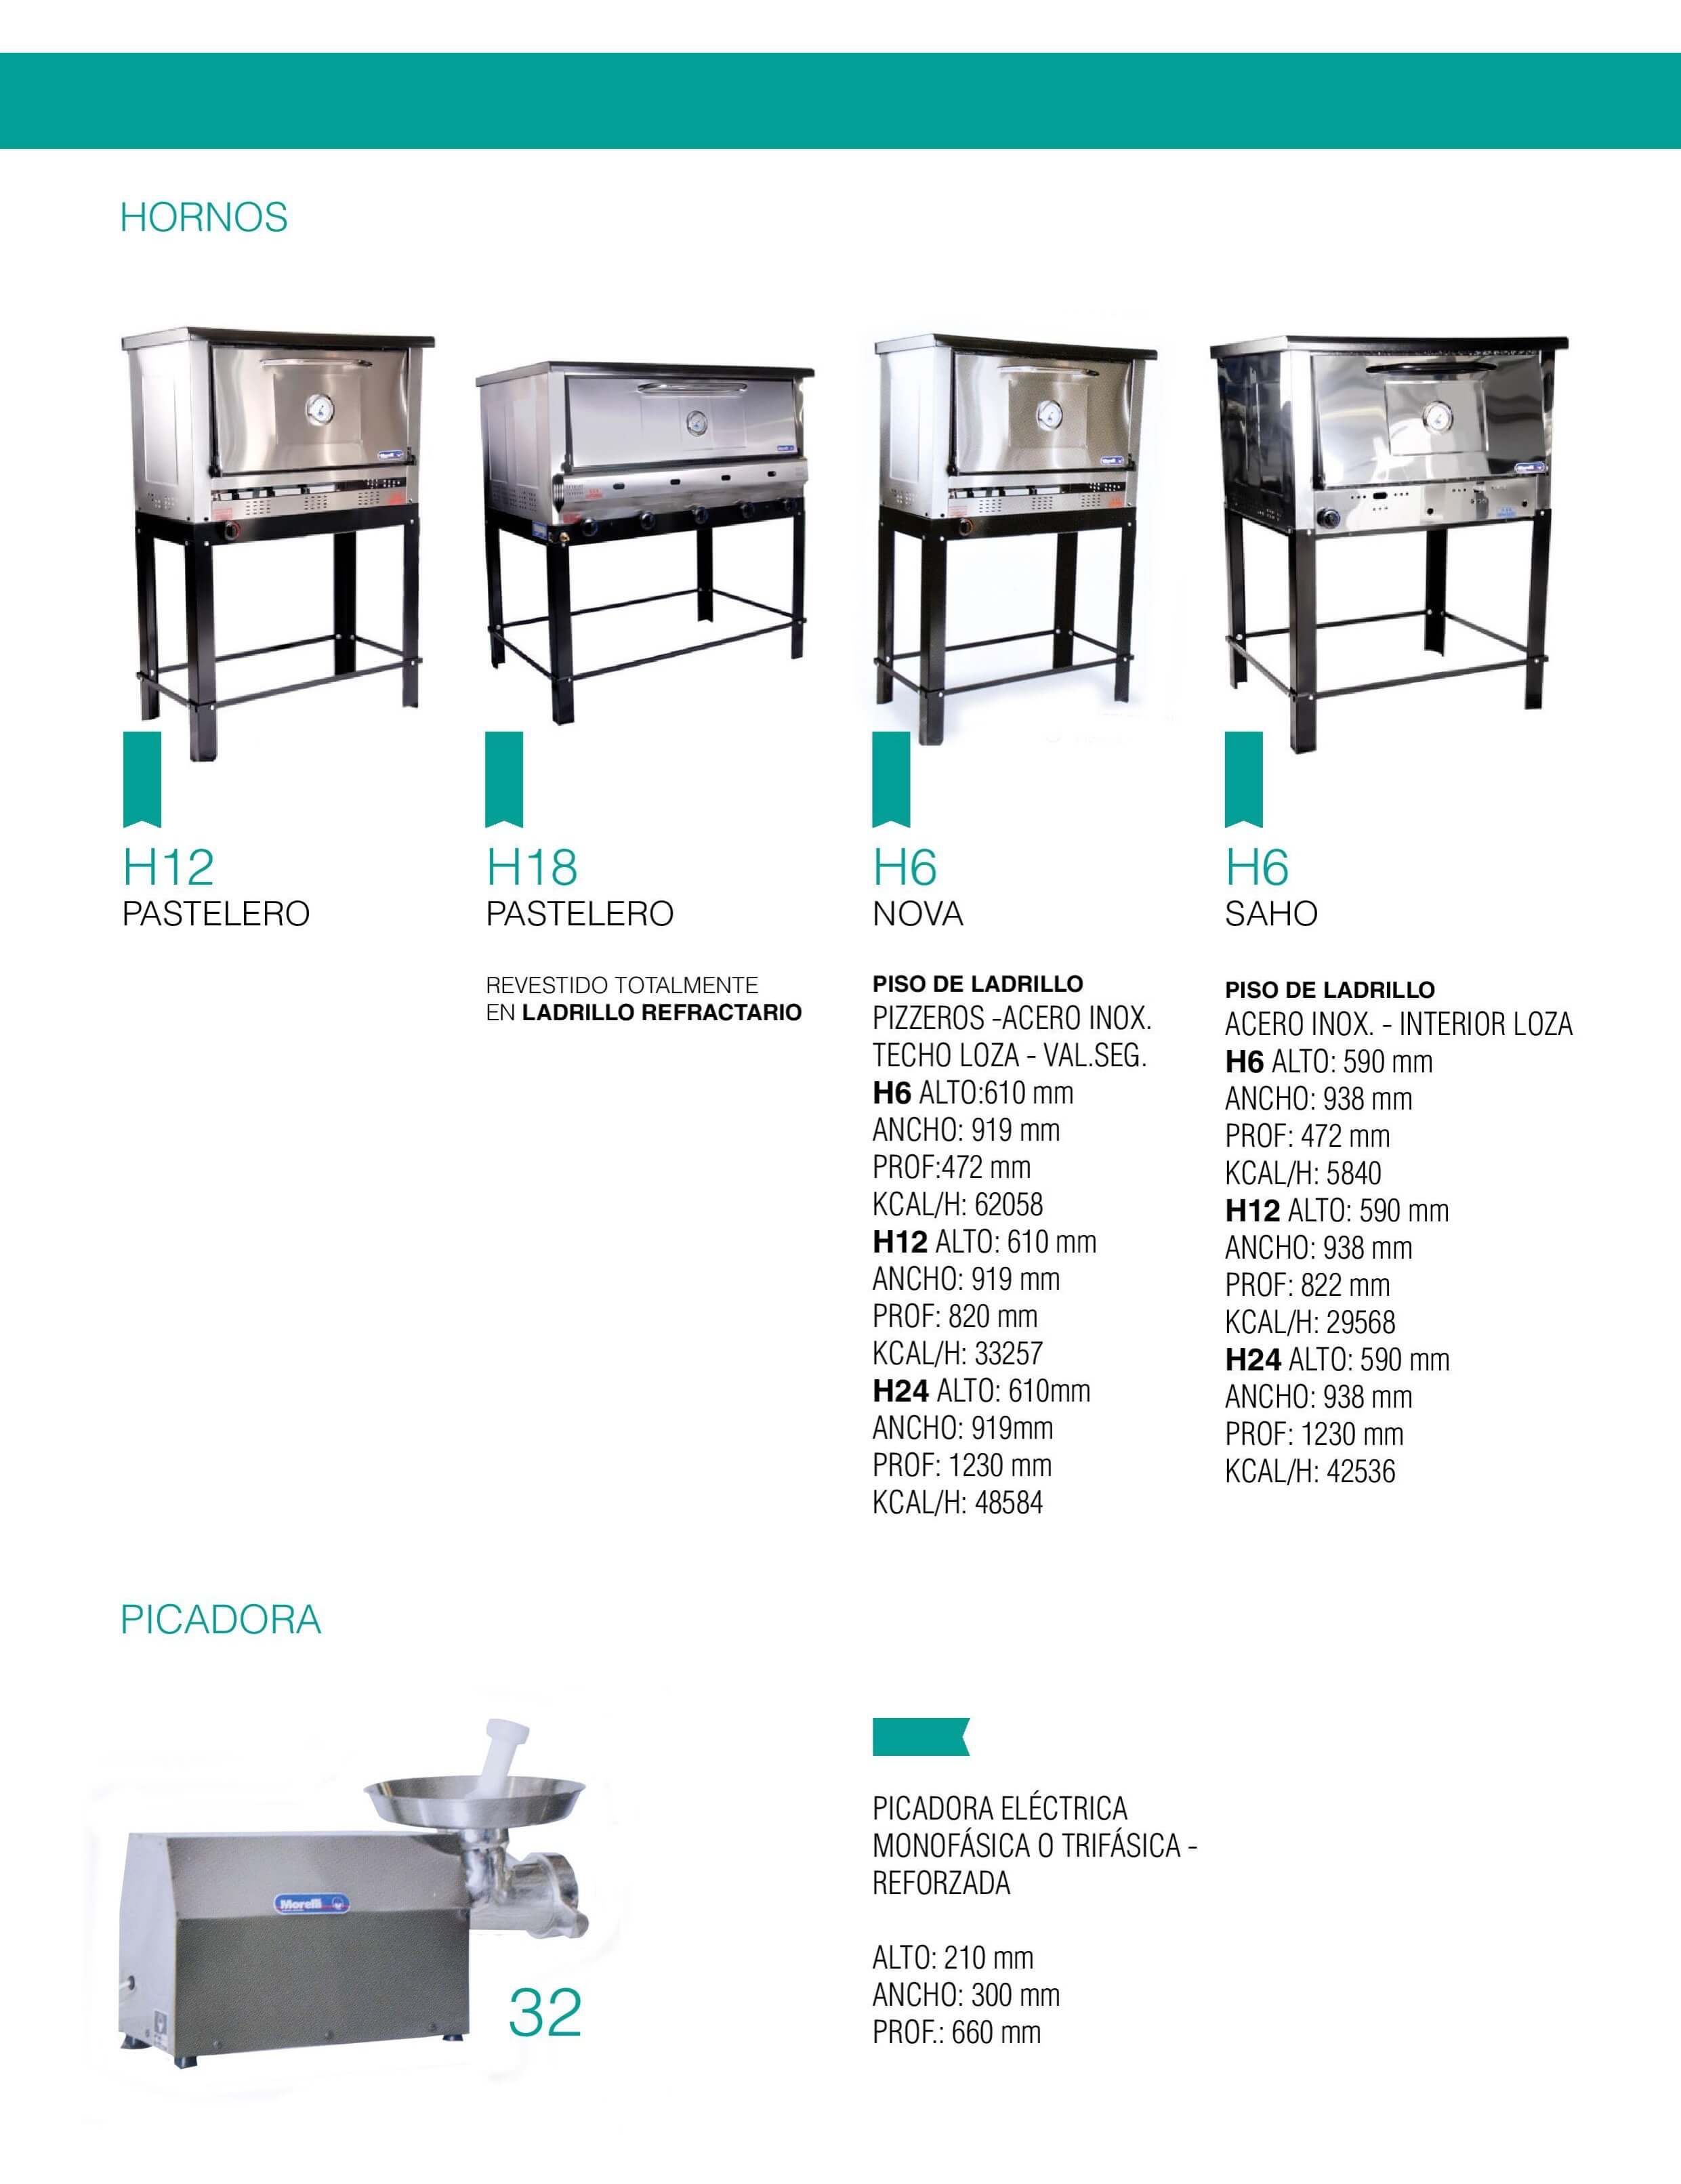 HORNOS
H12
PASTELERO
H18
PASTELERO
REVESTIDO TOTALMENTE
EN LADRILLO REFRACTARIO
H6
NOVA
PISO DE LADRILLO
PIZZEROS -ACERO INOX.
TECHO LOZA - VAL.SEG.
H6 ALTO:610 mm
ANCHO: 919 mm
PROF:472 mm
KCAL/H: 62058
H12 ALTO: 610 mm
ANCHO: 919 mm
PROF: 820 mm
KCAL/H: 33257
H24 ALTO: 610mm
ANCHO: 919mm
PROF: 1230 mm
KCAL/H: 48584
H6
SAHO
PISO DE LADRILLO
ACERO INOX. - INTERIOR LOZA
H6 ALTO: 590 mm
ANCHO: 938 mm
PROF: 472 mm
KCAL/H: 5840
H12 ALTO: 590 mm
ANCHO: 938 mm
PROF: 822 mm
KCAL/H: 29568
H24 ALTO: 590 mm
ANCHO: 938 mm
PROF: 1230 mm
KCAL/H: 42536
PICADORA
Morelli
32
PICADORA ELÉCTRICA
MONOFÁSICA O TRIFÁSICA -
REFORZADA
ALTO: 210 mm
ANCHO: 300 mm
PROF.: 660 mm